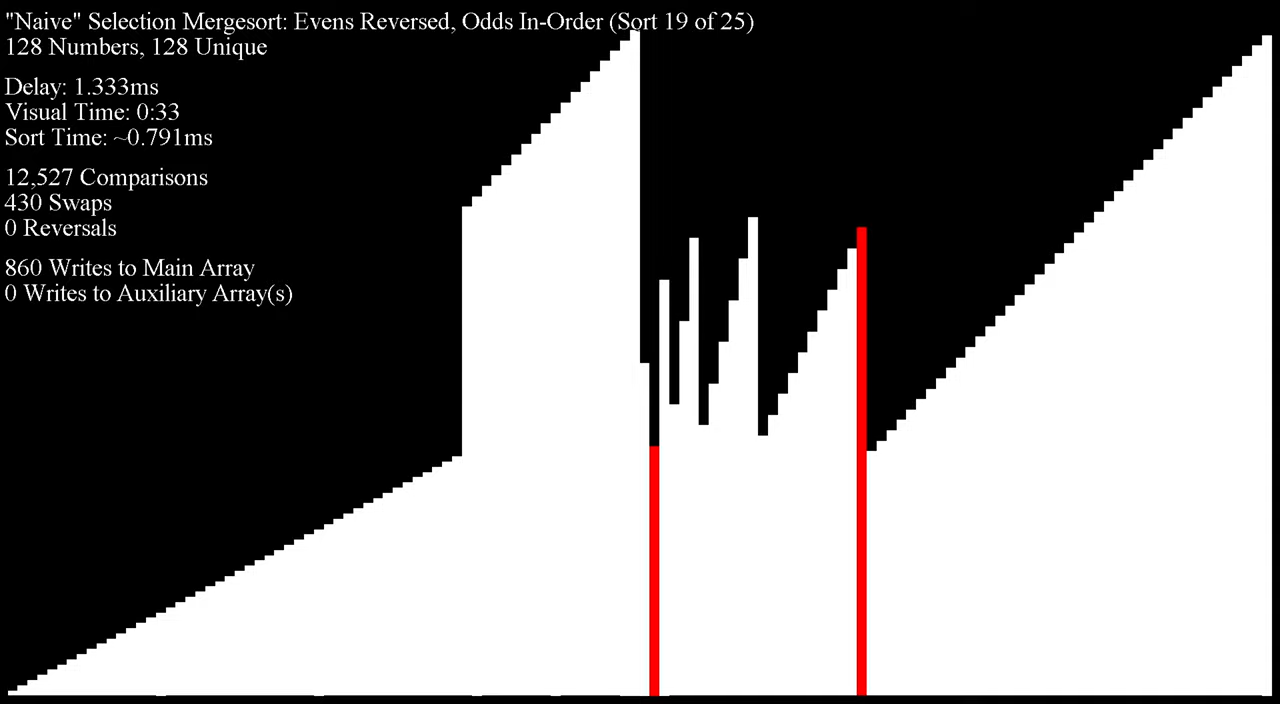 "Naive" Selection Mergesort: Evens Reversed, Odds In-Order (Sort 19 of 25)
128 Numbers, 128 Unique
Delay: 1.333ms
Visual Time: 0:33
Sort Time: ~0.791ms
12,527 Comparisons
430 Swaps
0 Reversals
860 Writes to Main Array
0 Writes to Auxiliary Array(s)